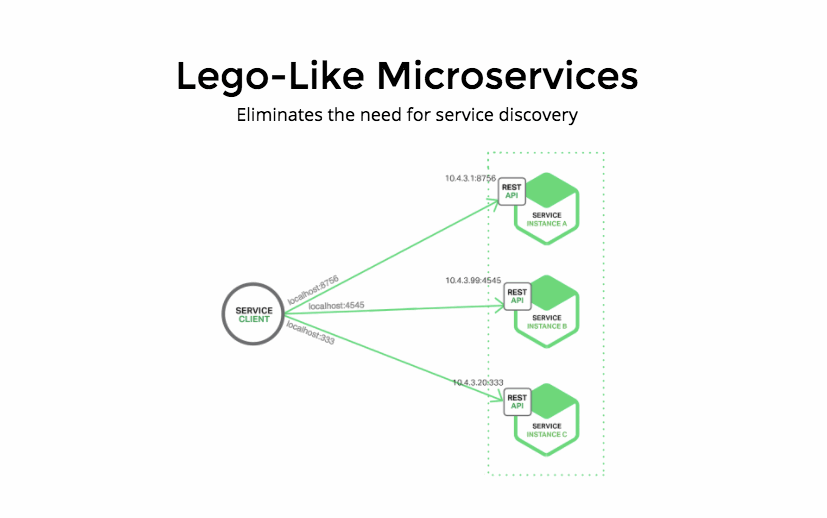 Lego-Like Microservices
Eliminates the need for service discovery
10.4.3.1:8756
REST
API
SERVICE
INSTANCE A
localhost:8756
10.4.3.99:4545
REST
API
SERVICE
INSTANCE B
localhost:4545
SERVICE
CLIENT
localhost:333
10.4.3.20:333
REST
API
SERVICE
INSTANCE C